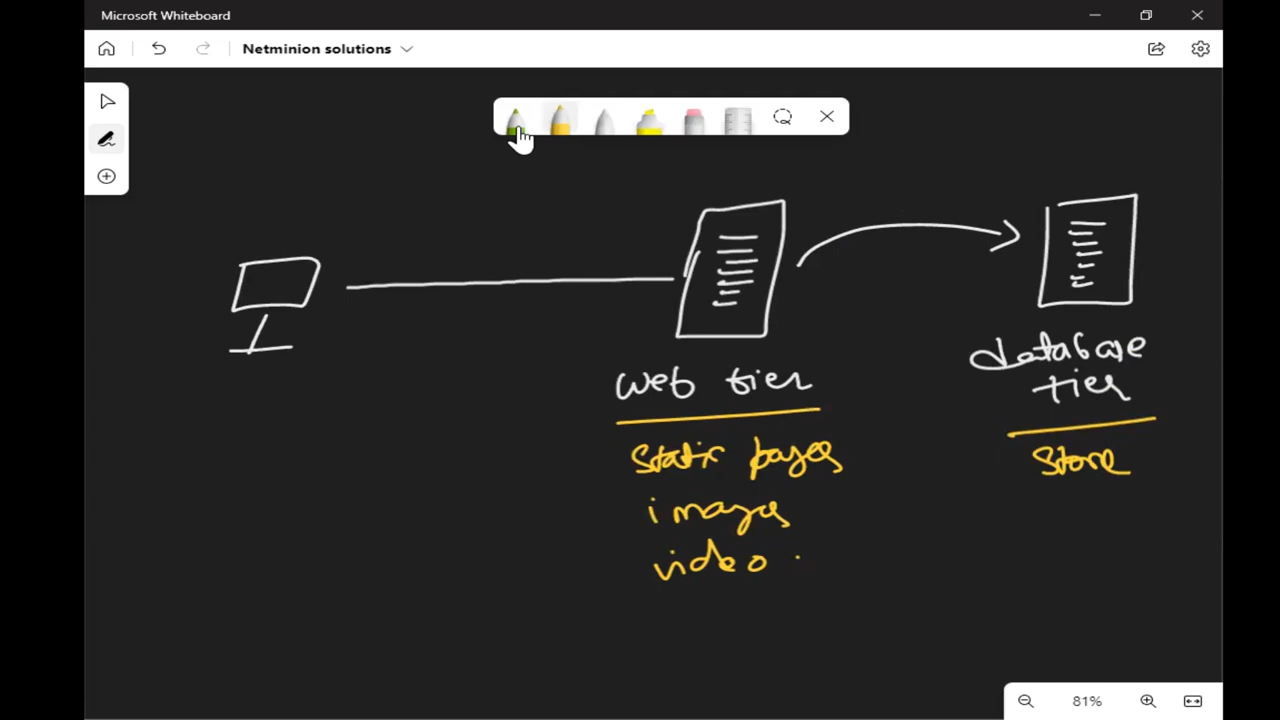 Microsoft Whiteboard
Netminion solutions
web tier
static pages
images
video
database
tier
store
81%